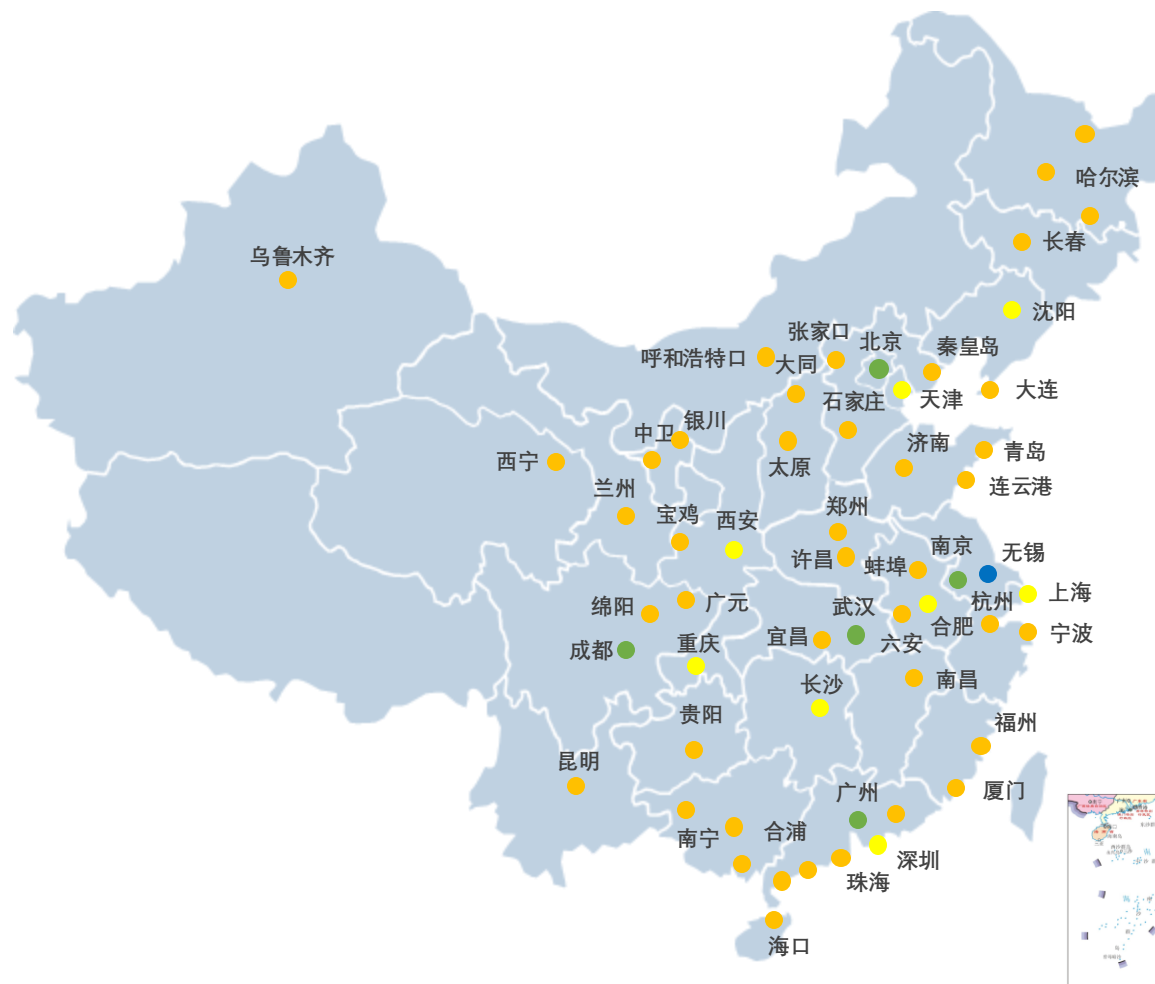 哈尔滨
长春
乌鲁木齐
沈阳
张家口
北京
秦皇岛
呼和浩特口
大同
大连
天津
石家庄
银川
中卫
济南
青岛
西宁
太原
连云港
兰州
郑州
宝鸡
西安
南京
无锡
许昌
蚌埠
上海
绵阳
广元
武汉
杭州
合肥
宁波
宜昌
六安
成都
重庆
南昌
长沙
贵阳
福州
昆明
厦门
广州
南宁
合浦
深圳
珠海
海口